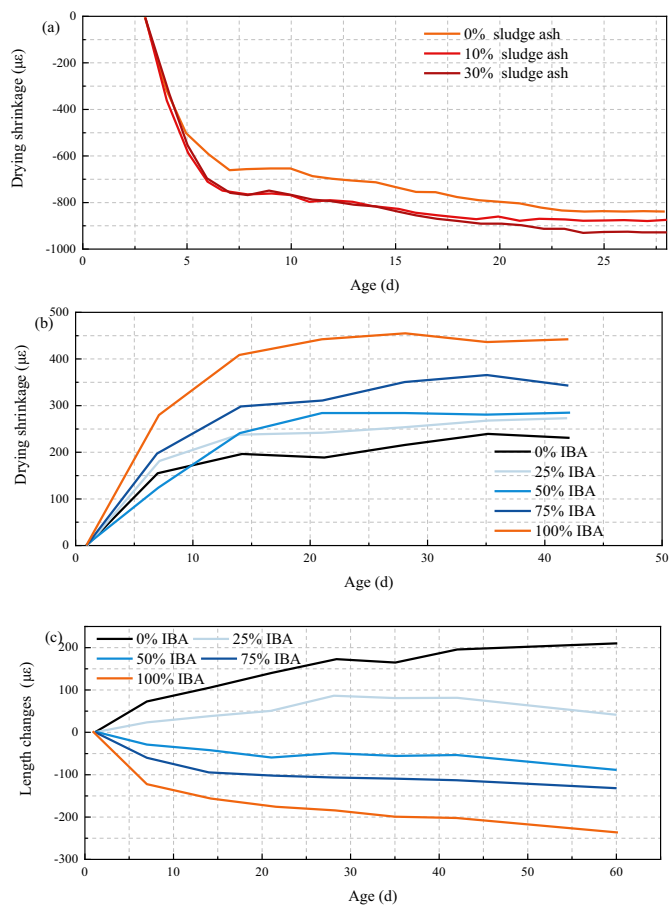 (a)
0% sludge ash
10% sludge ash
30% sludge ash
Drying shrinkage (με)
0
-200
-400
-600
-800
-1000
0 5 10 15 20 25
Age (d)
(b)
Drying shrinkage (με)
500
400
300
200
100
0
0% IBA
25% IBA
50% IBA
75% IBA
100% IBA
0 10 20 30 40 50
Age (d)
(c)
0% IBA 25% IBA
50% IBA 75% IBA
100% IBA
Length changes (με)
200
100
0
-100
-200
-300
0 10 20 30 40 50 60
Age (d)